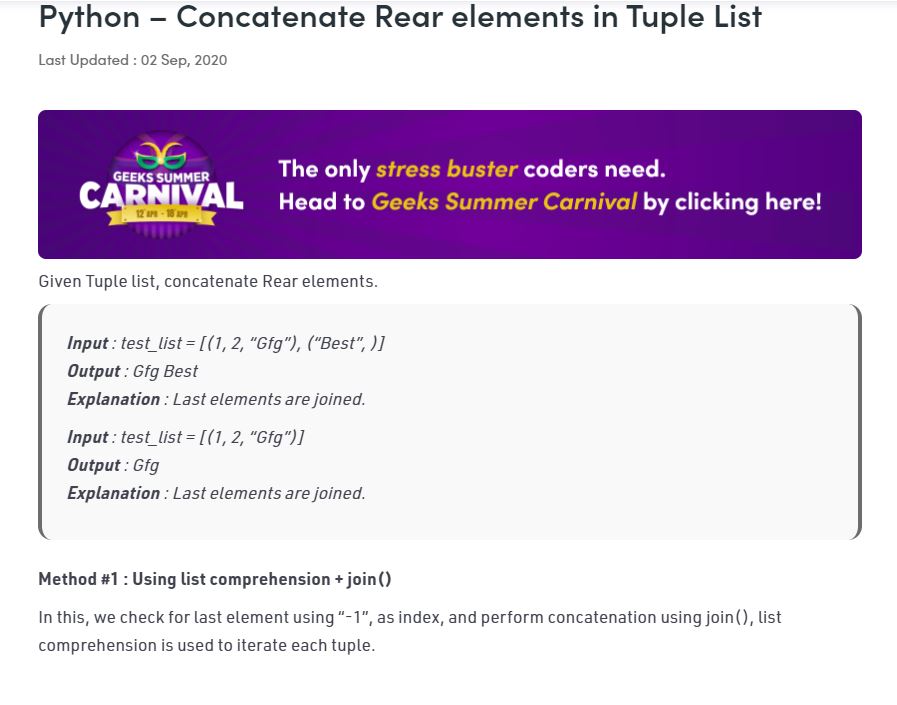 Python – Concatenate Rear elements in Tuple List
Last Updated : 02 Sep, 2020
GEEKS SUMMER
CARNIVAL
12 APR - 18 APR
The only stress buster coders need.
Head to Geeks Summer Carnival by clicking here!
Given Tuple list, concatenate Rear elements.
Input : test_list = [(1, 2, “Gfg”), (“Best”, )]
Output : Gfg Best
Explanation : Last elements are joined.
Input : test_list = [(1, 2, “Gfg”)]
Output : Gfg
Explanation : Last elements are joined.
Method #1 : Using list comprehension + join()
In this, we check for last element using “-1”, as index, and perform concatenation using join(), list
comprehension is used to iterate each tuple.